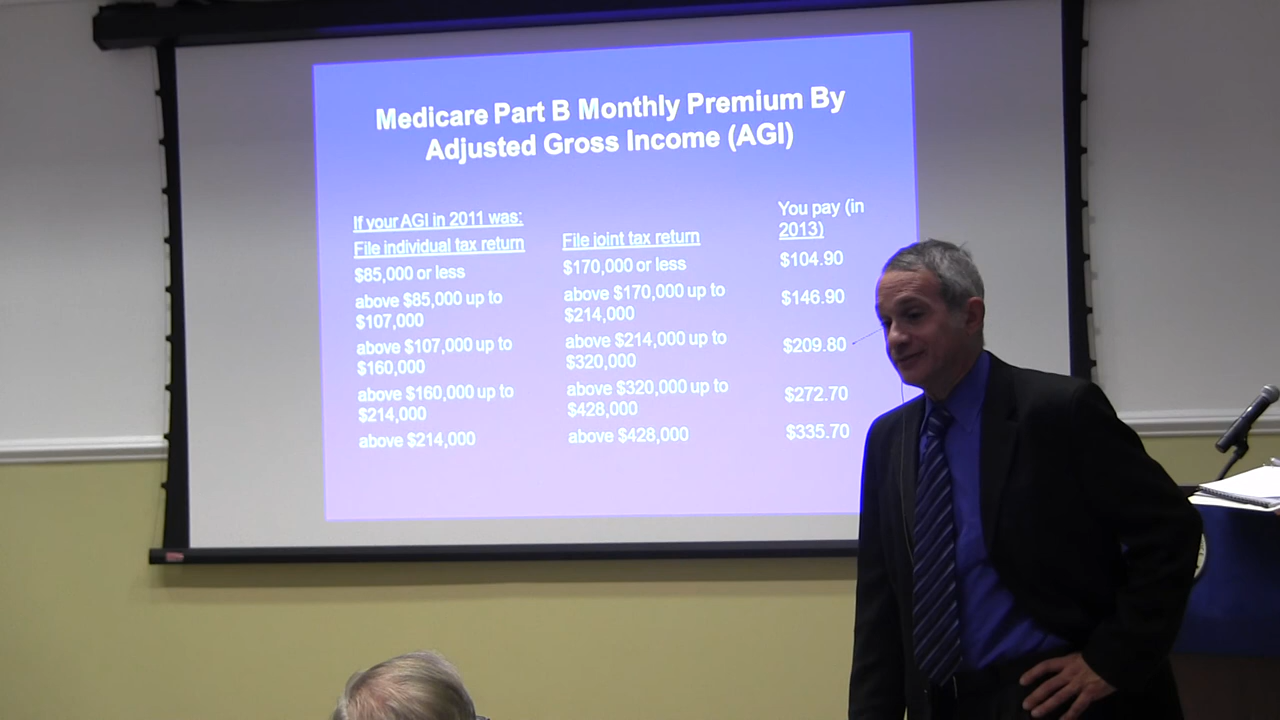 Medicare Part B Monthly Premium By
Adjusted Gross Income (AGI)
If your AGI in 2011 was:
You pay (in
2013)
File individual tax return
File joint tax return
$85,000 or less
$170,000 or less
$104.90
above $85,000 up to
$107,000
above $170,000 up to
$214,000
$146.90
above $107,000 up to
$160,000
above $214,000 up to
$320,000
$209.80
above $160,000 up to
$214,000
above $320,000 up to
$428,000
$272.70
above $214,000
above $428,000
$335.70